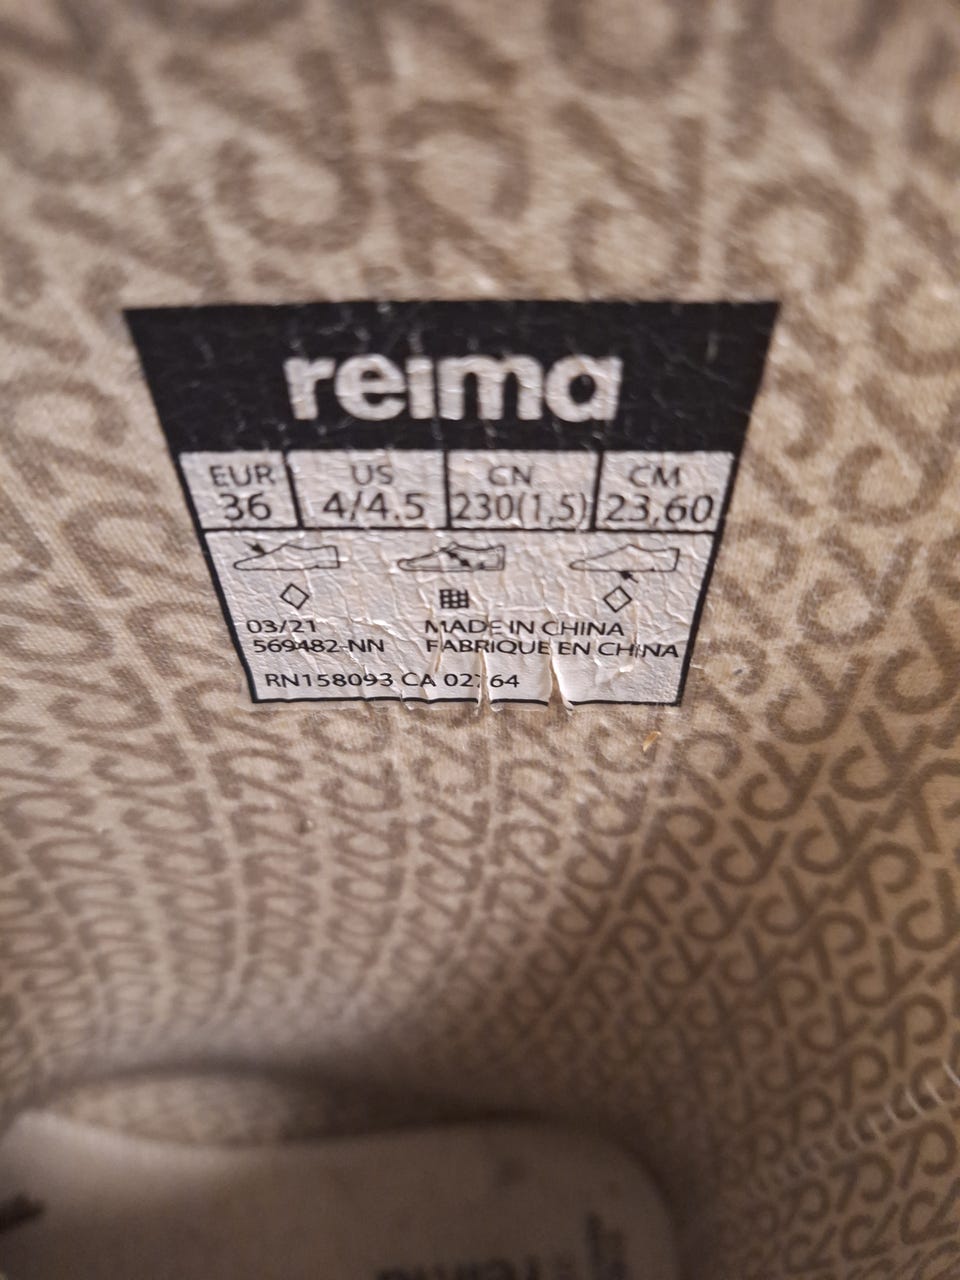 reima
EUR US CN CM
36 4/4.5 230(1,5) 23,60
03/21 MADE IN CHINA
569482-NN FABRIQUE EN CHINA
RN158093 CA
reima